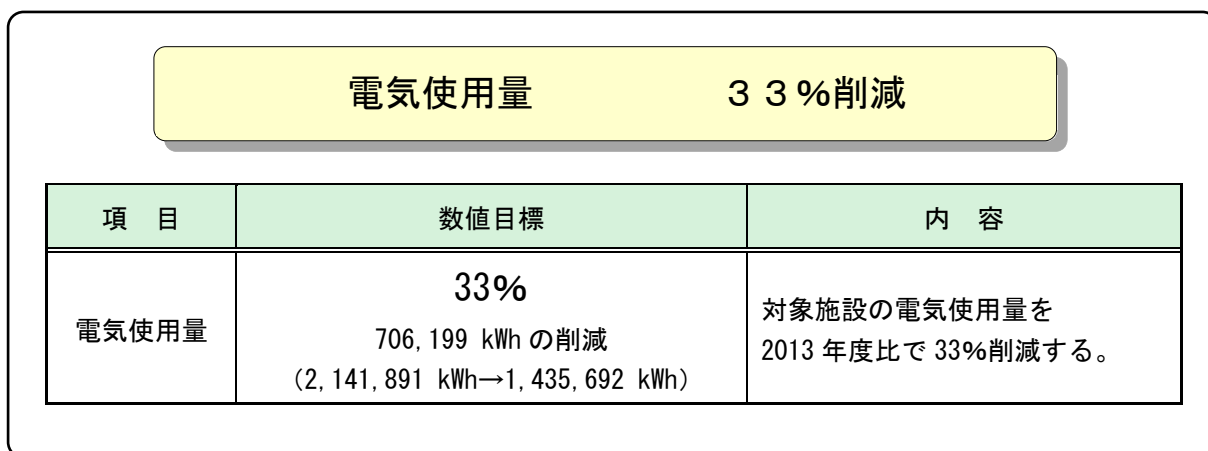 電気使用量　３３%削減
項　目
数値目標
内　容
電気使用量
33%
706,199 kWh の削減
（2,141,891 kWh→1,435,692 kWh）
対象施設の電気使用量を
2013 年度比で 33%削減する。